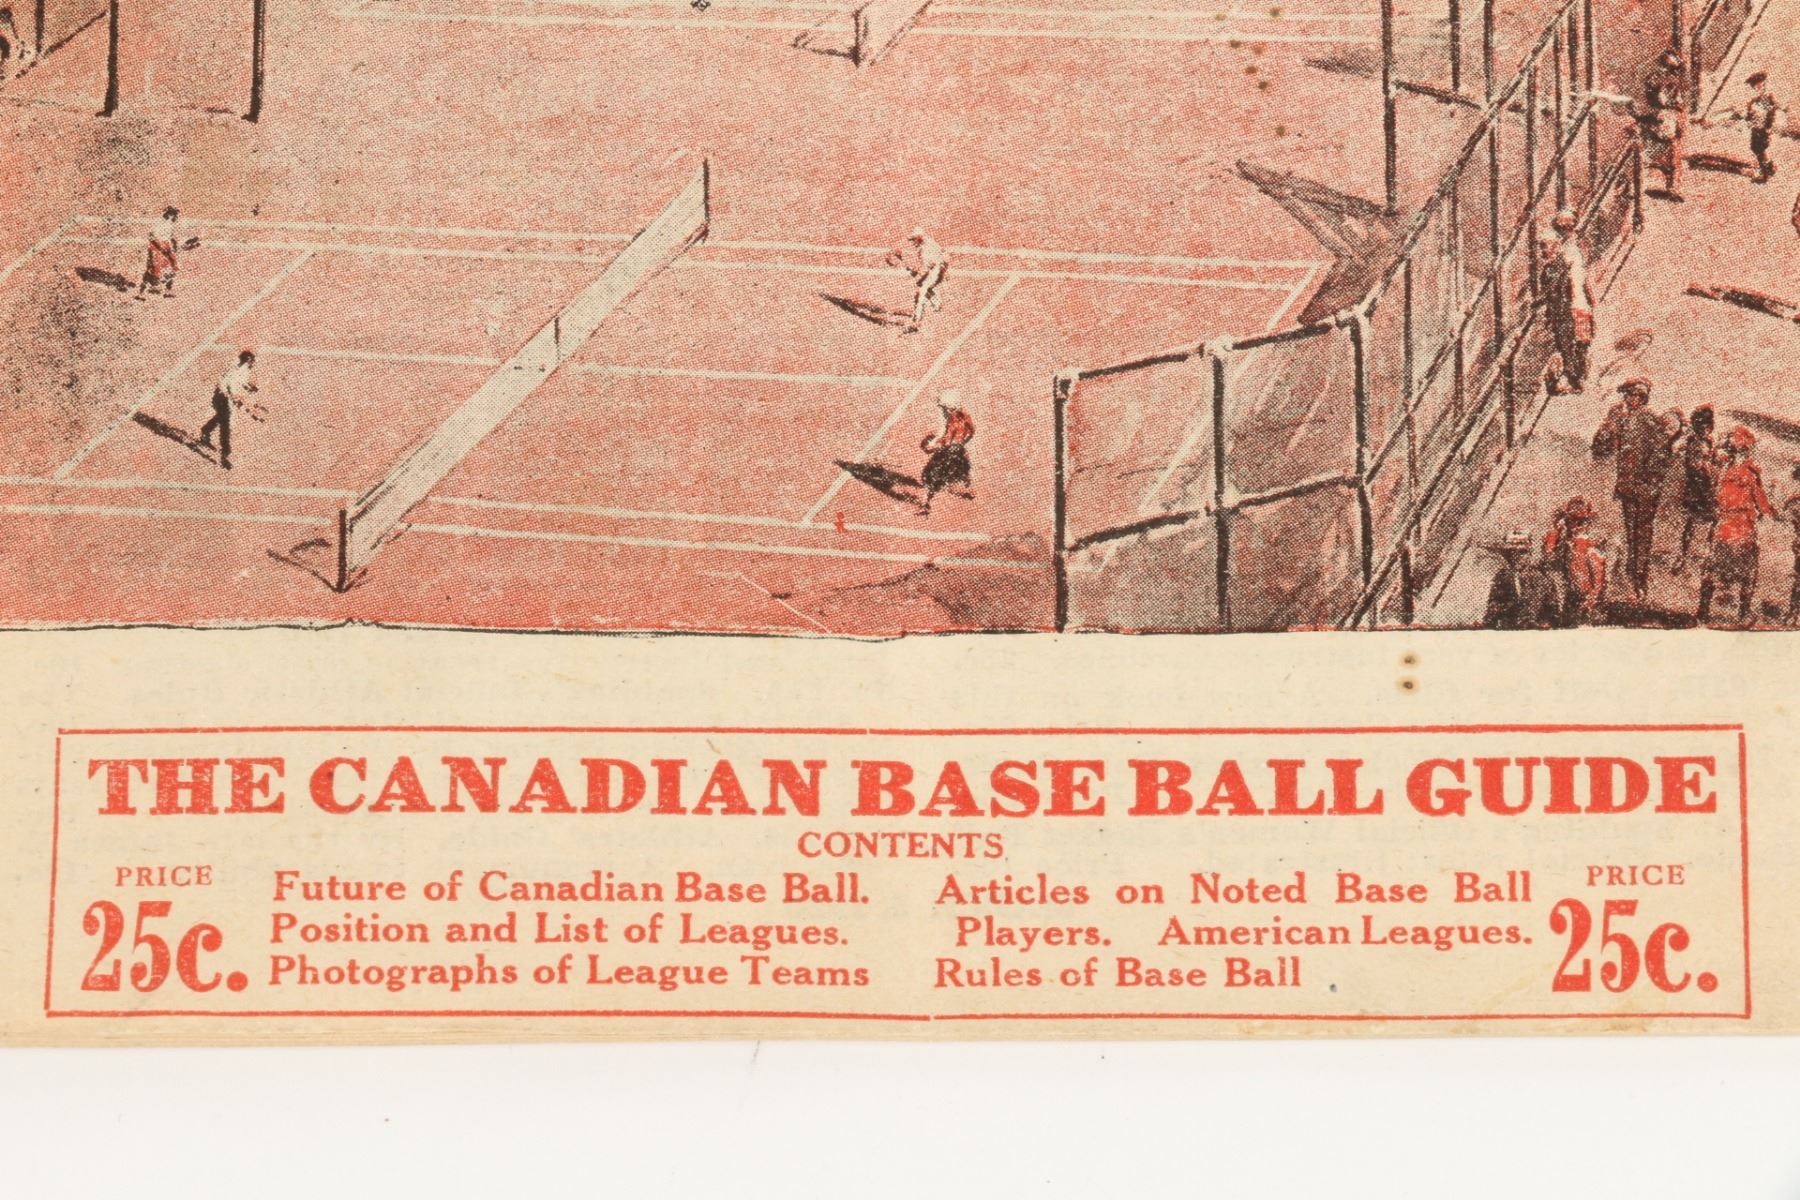 THE CANADIAN BASE BALL GUIDE
CONTENTS
PRICE
25c.
Future of Canadian Base Ball.
Position and List of Leagues.
Photographs of League Teams
Articles on Noted Base Ball
Players. American Leagues.
Rules of Base Ball
PRICE
25c.